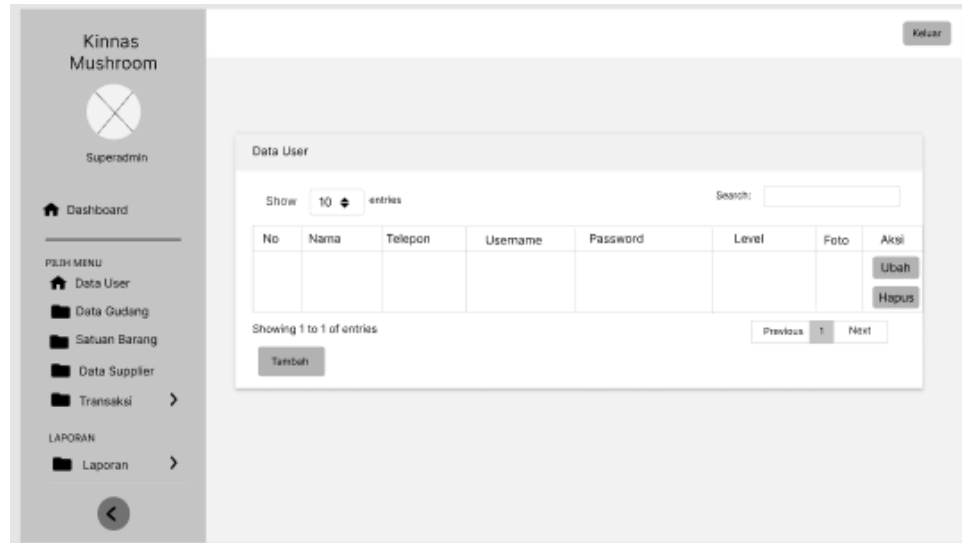 Kinnas
Mushroom
Superadmin
Dashboard
PILIH MENU
Data User
Data Gudang
Satuan Barang
Data Supplier
Transaksi
LAPORAN
Laporan
Keluar
Data User
Show 10 entries
Search:
No Nama Telepon Username Password Level Foto Aksi
Ubah
Hapus
Showing 1 to 1 of entries
Previous 1 Next
Tambah